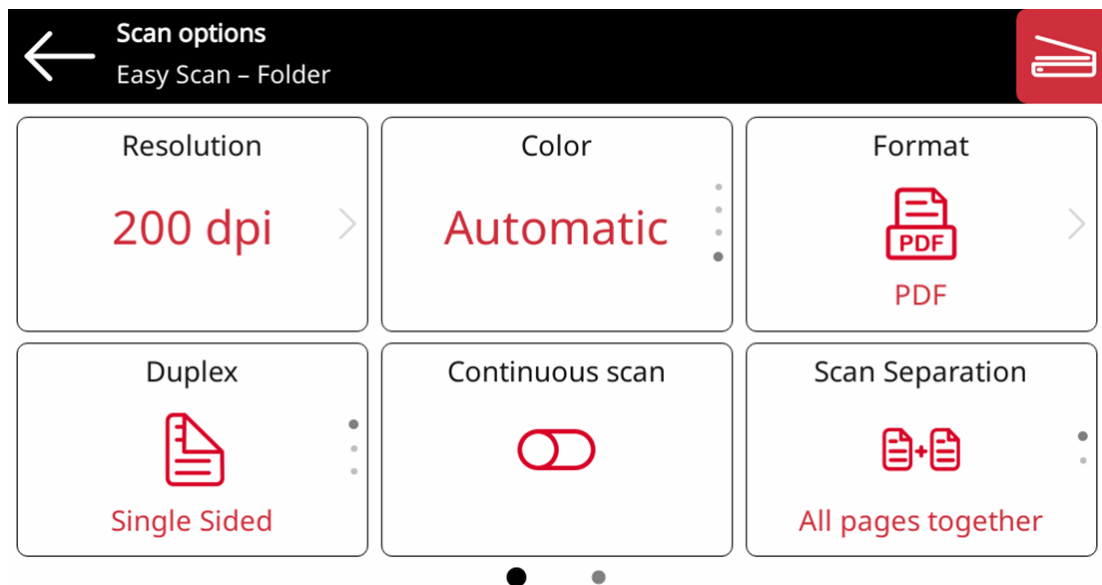 Scan options
Easy Scan – Folder
Resolution
200 dpi
Color
Automatic
Format
PDF
PDF
Duplex
Single Sided
Continuous scan
Scan Separation
All pages together